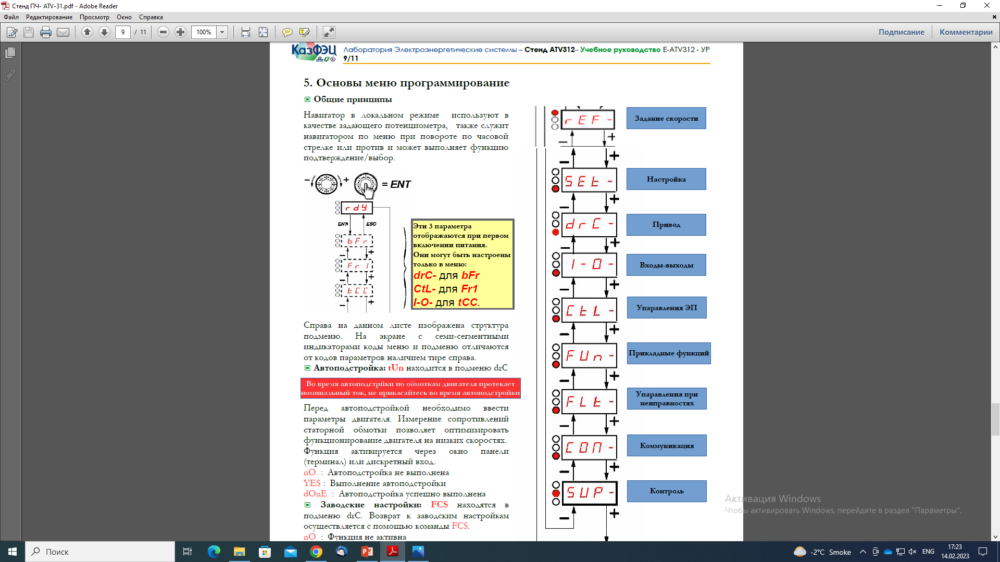 Стенд ПЧ- ATV-31.pdf - Adobe Reader
Файл Редактирование Просмотр Окно Справка
9 / 11 100% Подписание Комментарии
КазФЭЦ
Лаборатория Электроэнергетические системы – Стенд ATV312– Учебное руководство E-ATV312 - УР
9/11
5. Основы меню программирование
Общие принципы
Навигатор в локальном режиме используют в
качестве задающего потенциометра, также служит
навигатором по меню при повороте по часовой
стрелке или против и может выполняет функцию
подтверждение/выбор.
− + = ENT
rdY
ENT ESC
bFr
− +
Fr1
− +
tCC
− +
Эти 3 параметра
отображаются при первом
включении питания.
Они могут быть настроены
только в меню:
drC- для bFr
CtL- для Fr1
I-O- для tCC.
Справа на данном листе изображена структура
подменю. На экране с семи-сегментными
индикаторами коды меню и подменю отличаются
от кодов параметров наличием тире справа.
Автоподстройка: tUn находится в подменю drC
Во время автоподстрйки по обмоткам двигателя протекает
номинальный ток, не прикасайтесь во время автоподстройки
Перед автоподстройкой необходимо ввести
параметры двигателя. Измерение сопротивлений
статорной обмотки позволяет оптимизировать
функционирование двигателя на низких скоростях.
Функция активируется через окно панели
(терминал) или дискретный вход.
nO : Автоподстройка не выполнена
YES : Выполнение автоподстройки
dOnE : Автоподстройка успешно выполнена
Заводские настройки: FCS находятся в
подменю drC. Возврат к заводским настройкам
осуществляется с помощью команды FCS.
nO : Функция не активна
rEF - Задание скорости
− +
− +
SEt - Настройка
− +
drC - Привод
− +
I-O - Входы-выходы
− +
CtL - Упаравления ЭП
− +
FUn - Прикладные функций
− +
FLt - Упаравления при
неиправностях
− +
COM - Коммуникация
− +
SUP - Контроль
− +
Активация Windows
Чтобы активировать Windows, перейдите в раздел "Параметры".
Поиск
-2°C Smoke ENG 17:23
14.02.2023